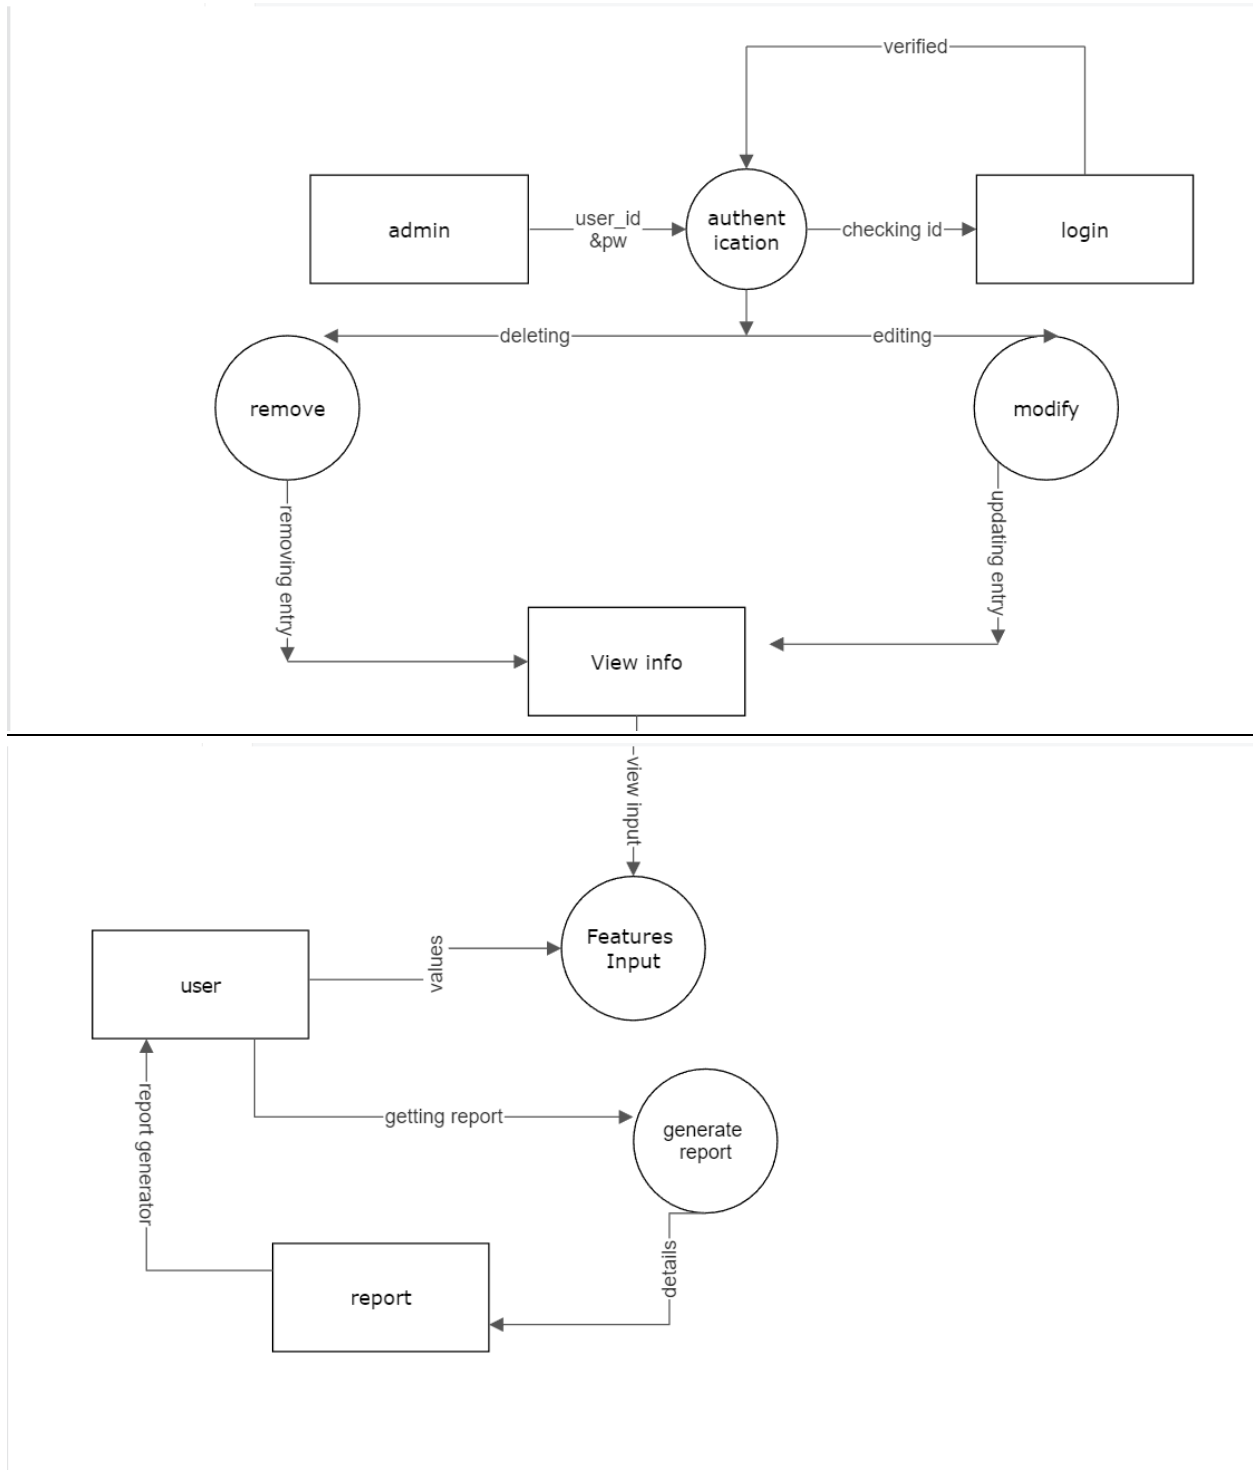 verified
admin
user_id
&pw
authent
ication
checking id
login
deleting
editing
remove
modify
removing entry
updating entry
View info
view input
Features
Input
values
user
getting report
generate
report
report generator
details
report